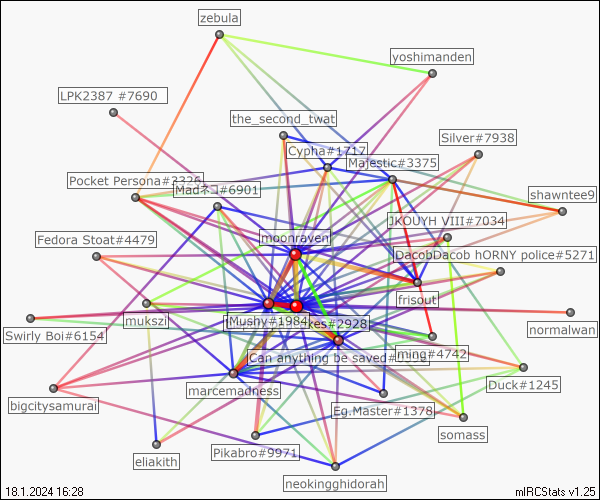 zebula
yoshimanden
LPK2387 #7690
the_second_twat
Silver#7938
Cypha#1717
Majestic#3375
Pocket Persona#3326
Madネコ#6901
shawntee9
JKOUYH VIII#7034
moonraven
Fedora Stoat#4479
DacobDacob hORNY police#5271
frisout
mukszi
Mushy#1984
kes#2928
normalwan
Swirly Boi#6154
Can anything be saved#
ming#4742
marcemadness
Duck#1245
bigcitysamurai
Eg.Master#1378
somass
Pikabro#9971
eliakith
neokingghidorah
18.1.2024 16:28
mIRCStats v1.25